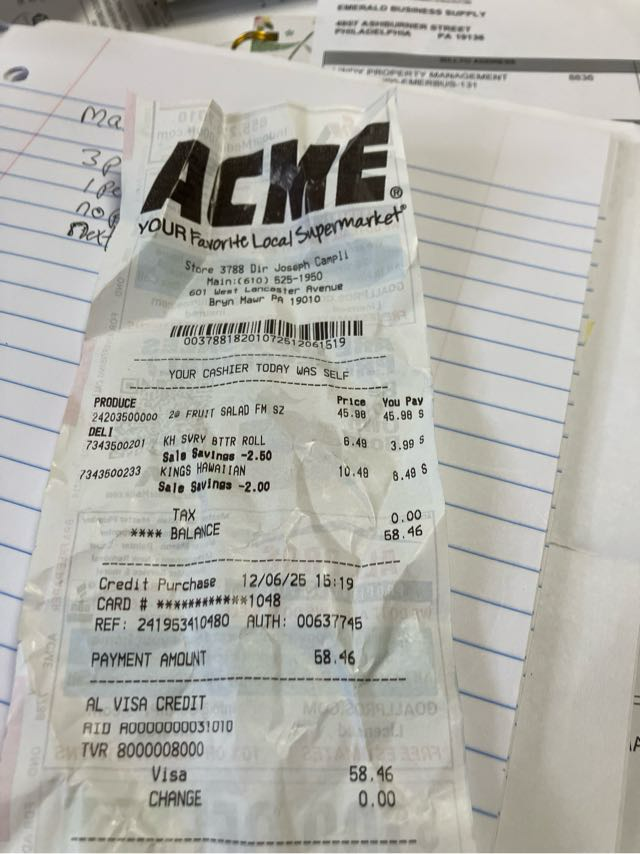 EMERALD BUSINESS SUPPLY
4807 ASHBURNER STREET
PHILADELPHIA PA 19136
BILL TO ADDRESS
PROPERTY MANAGEMENT 8836
Ma
3p
ACME®
YOUR Favorite Local Supermarket®
Store 3788 Dir Joseph Campli
Main:(610) 525-1950
601 West Lancaster Avenue
Bryn Mawr PA 19010
00378818201072512061519
YOUR CASHIER TODAY WAS SELF
Price You Pay
PRODUCE
24203500000 2@ FRUIT SALAD FM SZ 45.98 45.98 S
DELI
7343500201 KH SVRY BTTR ROLL 6.49 3.99 S
Sale Savings -2.50
7343500233 KINGS HAWAIIAN 10.49 8.49 S
Sale Savings -2.00
TAX 0.00
**** BALANCE 58.46
Credit Purchase 12/06/25 15:19
CARD # ************1048
REF: 241953410480 AUTH: 00637745
PAYMENT AMOUNT 58.46
AL VISA CREDIT
AID A0000000031010
TVR 8000008000
Visa 58.46
CHANGE 0.00